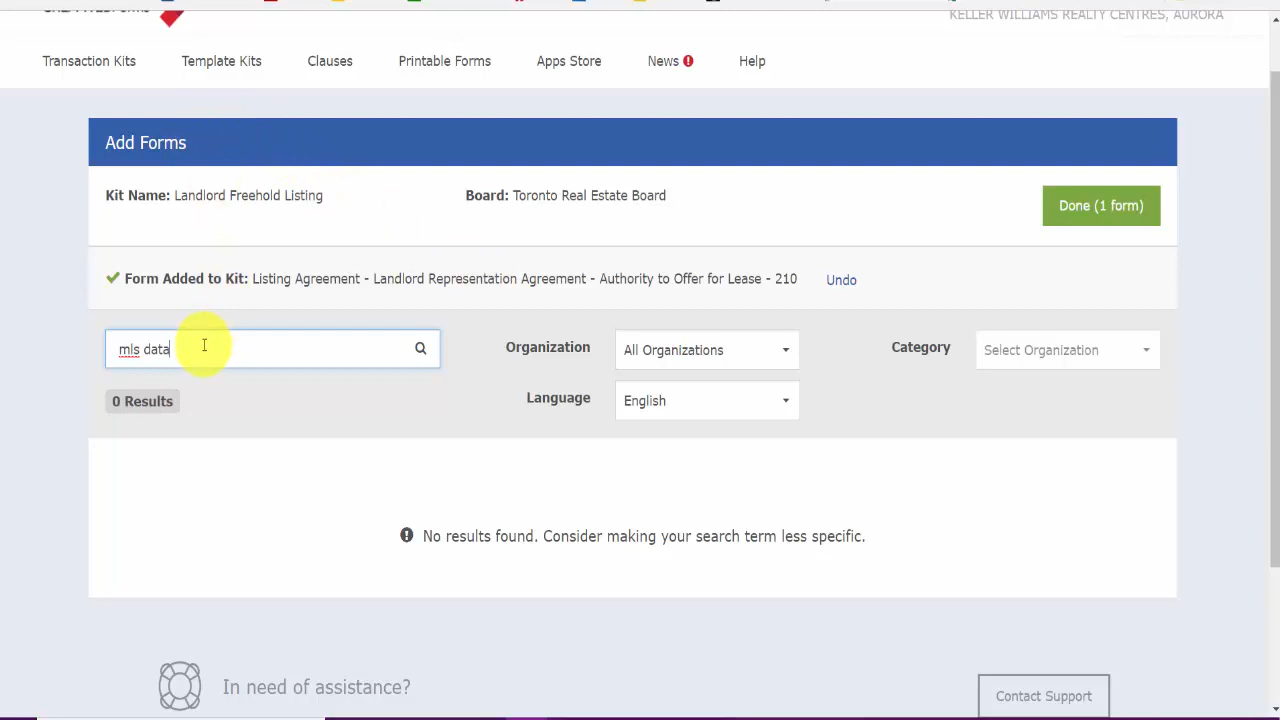 KELLER WILLIAMS REALTY CENTRES, AURORA
Transaction Kits Template Kits Clauses Printable Forms Apps Store News Help
Add Forms
Kit Name: Landlord Freehold Listing Board: Toronto Real Estate Board Done (1 form)
Form Added to Kit: Listing Agreement - Landlord Representation Agreement - Authority to Offer for Lease - 210 Undo
mls data Organization All Organizations Category Select Organization
0 Results Language English
No results found. Consider making your search term less specific.
In need of assistance? Contact Support